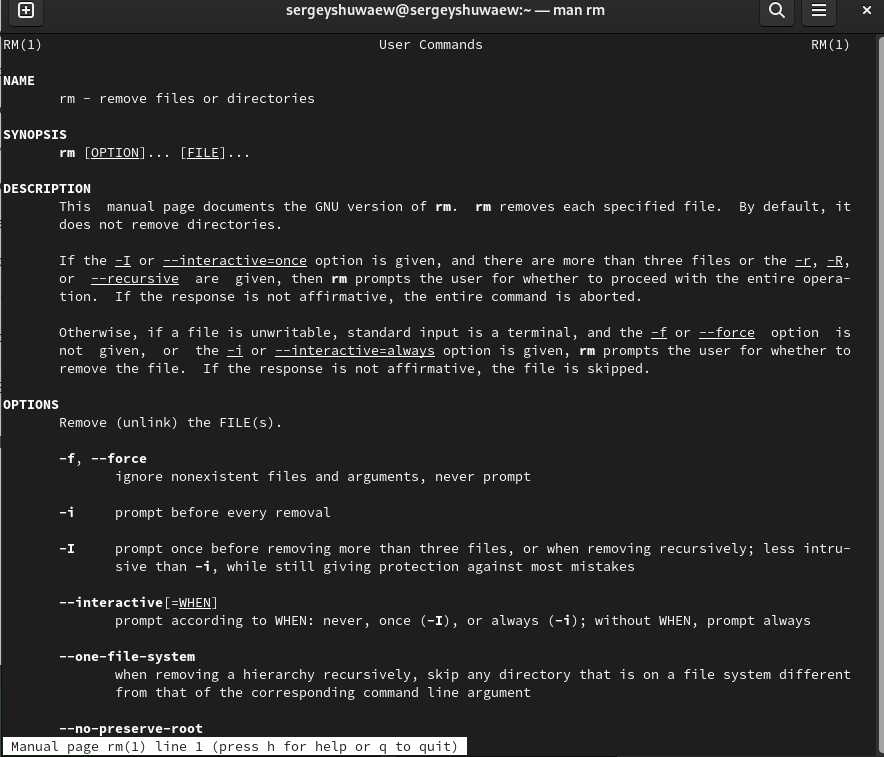 sergeyshuwaew@sergeyshuwaew:~ — man rm
RM(1) User Commands RM(1)
NAME
rm - remove files or directories
SYNOPSIS
rm [OPTION]... [FILE]...
DESCRIPTION
This manual page documents the GNU version of rm. rm removes each specified file. By default, it
does not remove directories.
If the -I or --interactive=once option is given, and there are more than three files or the -r, -R,
or --recursive are given, then rm prompts the user for whether to proceed with the entire opera-
tion. If the response is not affirmative, the entire command is aborted.
Otherwise, if a file is unwritable, standard input is a terminal, and the -f or --force option is
not given, or the -i or --interactive=always option is given, rm prompts the user for whether to
remove the file. If the response is not affirmative, the file is skipped.
OPTIONS
Remove (unlink) the FILE(s).
-f, --force
ignore nonexistent files and arguments, never prompt
-i prompt before every removal
-I prompt once before removing more than three files, or when removing recursively; less intru-
sive than -i, while still giving protection against most mistakes
--interactive[=WHEN]
prompt according to WHEN: never, once (-I), or always (-i); without WHEN, prompt always
--one-file-system
when removing a hierarchy recursively, skip any directory that is on a file system different
from that of the corresponding command line argument
--no-preserve-root
Manual page rm(1) line 1 (press h for help or q to quit)